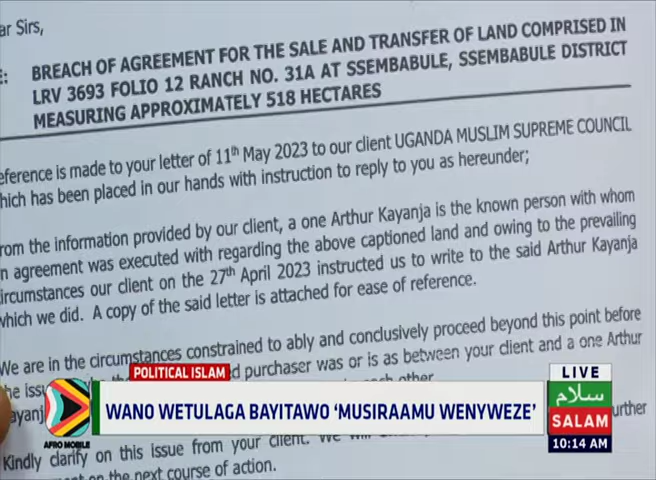 ar Sirs,
E: BREACH OF AGREEMENT FOR THE SALE AND TRANSFER OF LAND COMPRISED IN
LRV 3693 FOLIO 12 RANCH NO. 31A AT SSEMBABULE, SSEMBABULE DISTRICT
MEASURING APPROXIMATELY 518 HECTARES
eference is made to your letter of 11th May 2023 to our client UGANDA MUSLIM SUPREME COUNCIL
hich has been placed in our hands with instruction to reply to you as hereunder;
rom the information provided by our client, a one Arthur Kayanja is the known person with whom
n agreement was executed with regarding the above captioned land and owing to the prevailing
ircumstances our client on the 27th April 2023 instructed us to write to the said Arthur Kayanja
which we did. A copy of the said letter is attached for ease of reference.
We are in the circumstances constrained to ably and conclusively proceed beyond this point before
he issu d purchaser was or is as between your client and a one Arthur
ayanj each other.
urther
Kindly clarify on this issue from your client. We will
on the next course of action.
POLITICAL ISLAM
WANO WETULAGA BAYITAWO ‘MUSIRAAMU WENYWEZE’
AFRO MOBILE
LIVE
سلام
SALAM
10:14 AM